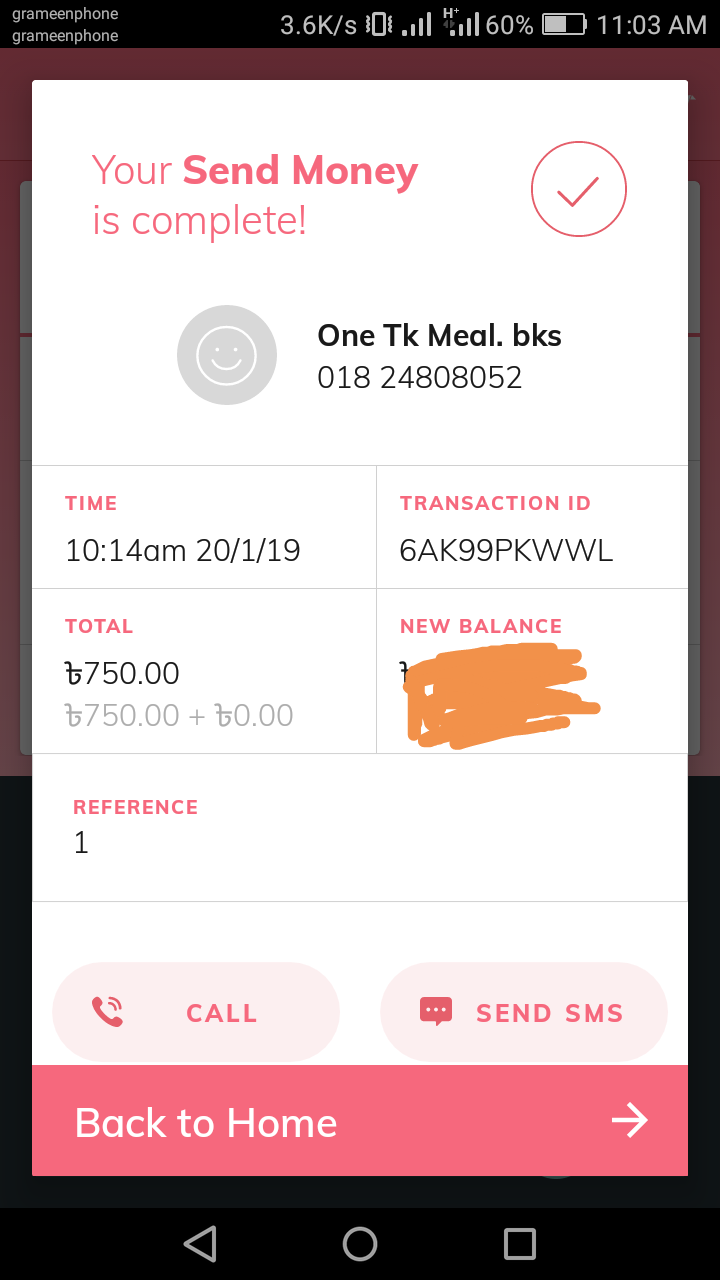 grameenphone
grameenphone
3.6K/s H+ 60% 11:03 AM
Your Send Money
is complete!
One Tk Meal. bks
018 24808052
TIME
10:14am 20/1/19
TRANSACTION ID
6AK99PKWWL
TOTAL
৳750.00
৳750.00 + ৳0.00
NEW BALANCE
৳
REFERENCE
1
CALL
SEND SMS
Back to Home